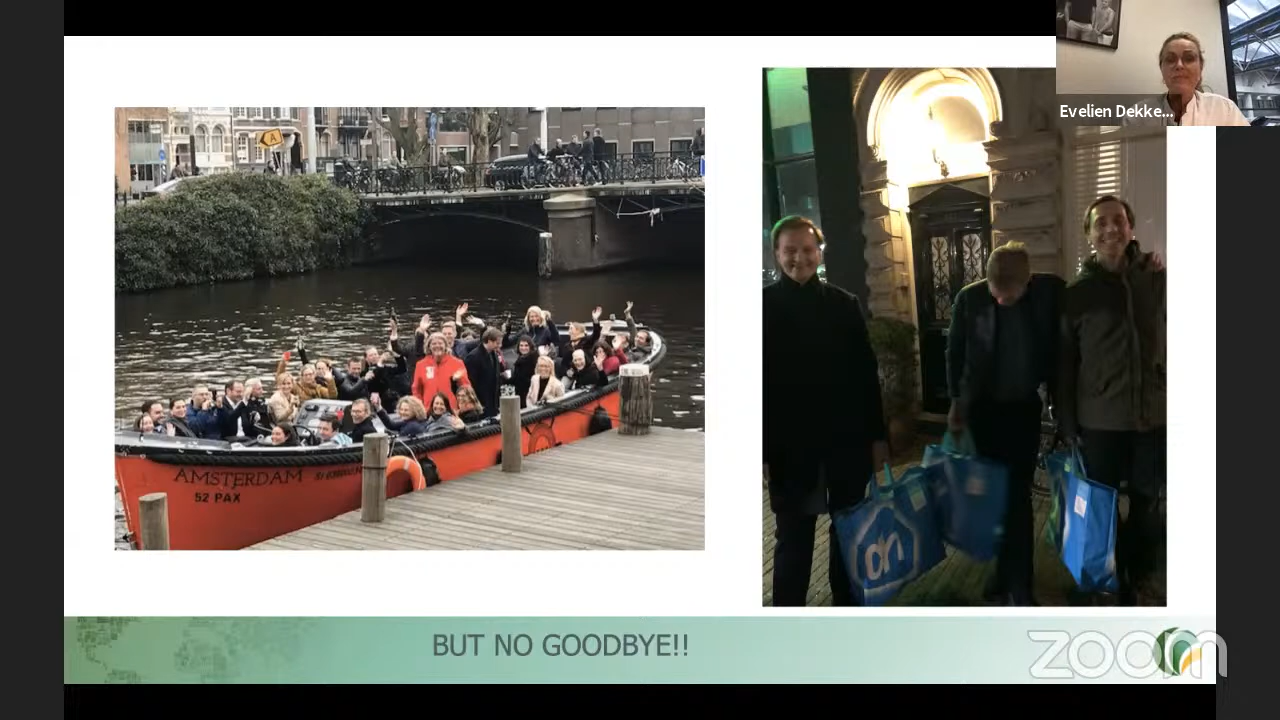 Evelien Dekke...
A
AMSTERDAM
52 PAX
ah
BUT NO GOODBYE!!
zoom